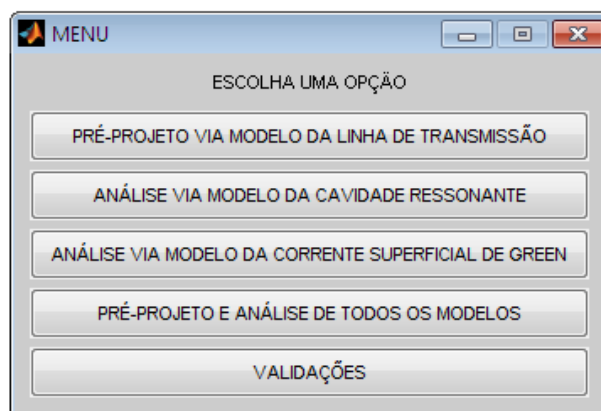 MENU
ESCOLHA UMA OPÇÃO
PRÉ-PROJETO VIA MODELO DA LINHA DE TRANSMISSÃO
ANÁLISE VIA MODELO DA CAVIDADE RESSONANTE
ANÁLISE VIA MODELO DA CORRENTE SUPERFICIAL DE GREEN
PRÉ-PROJETO E ANÁLISE DE TODOS OS MODELOS
VALIDAÇÕES